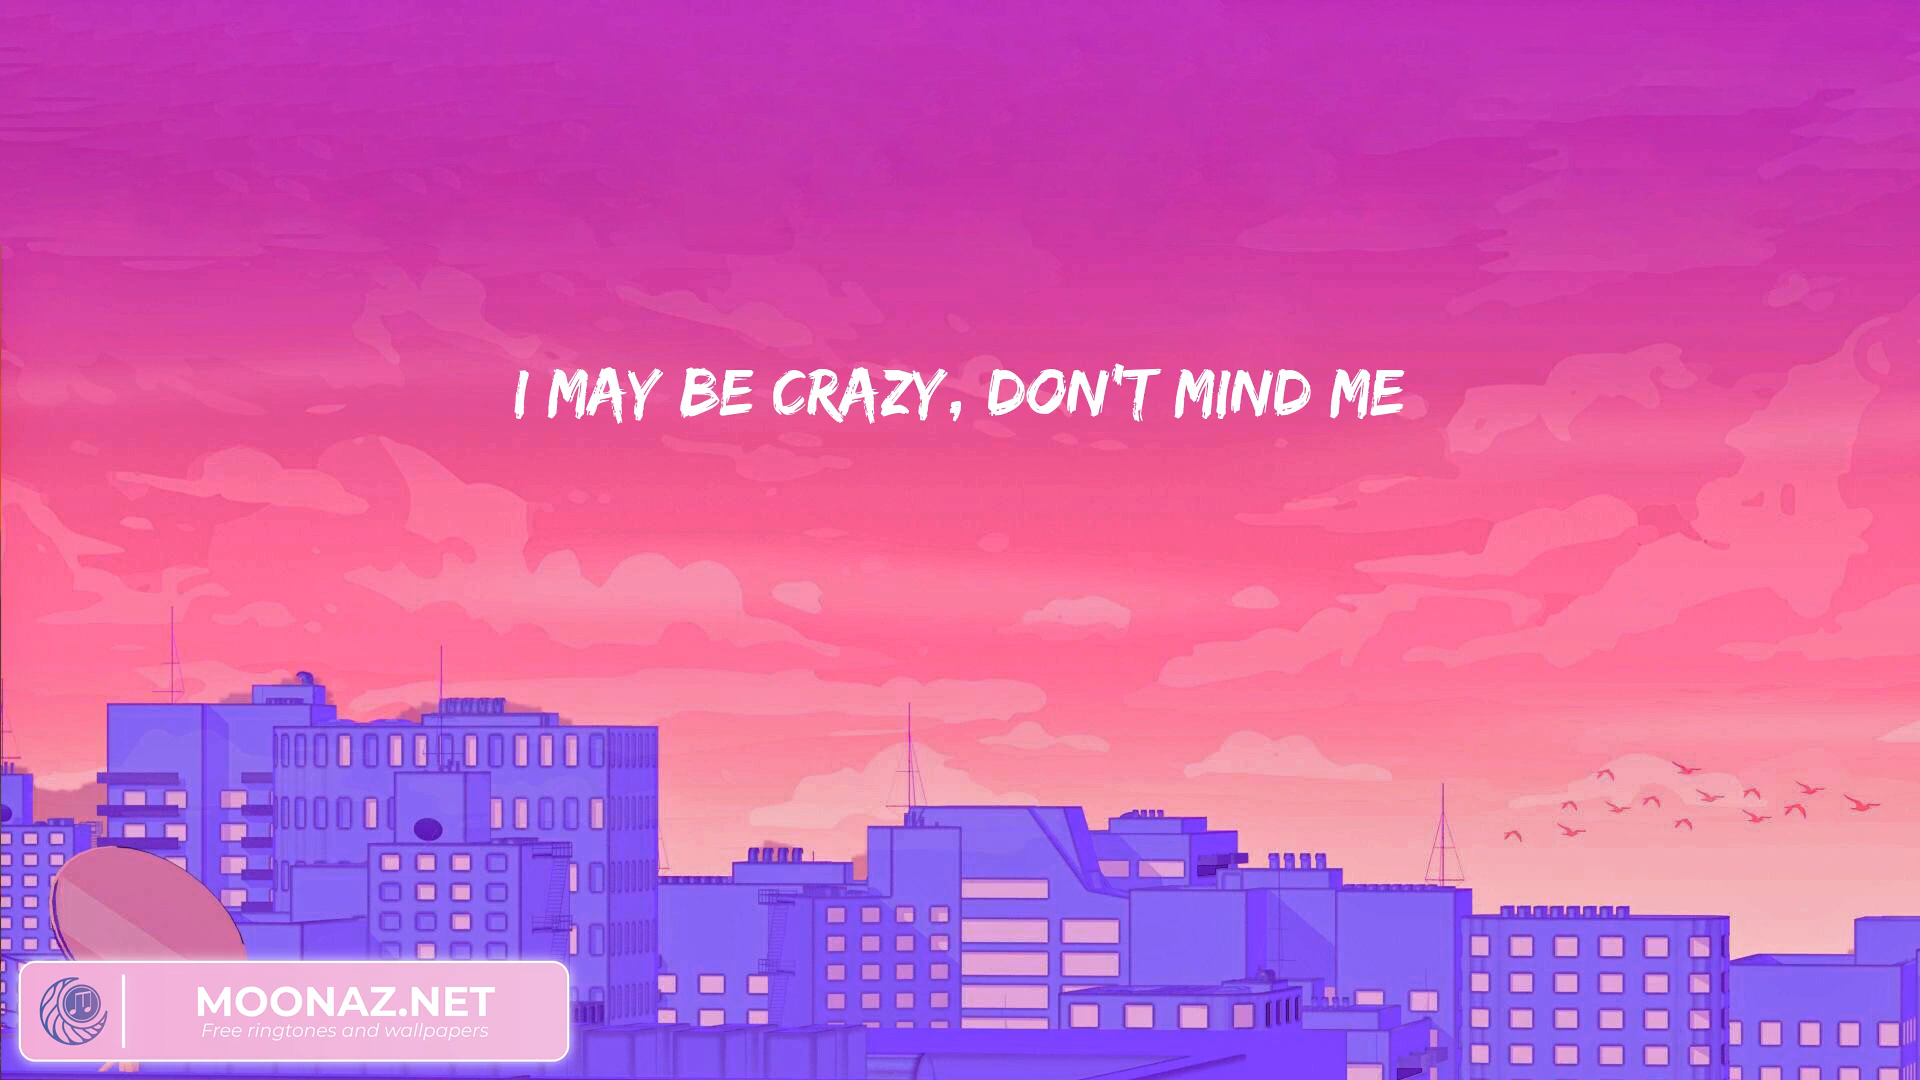 I MAY BE CRAZY, DON'T MIND ME
MOONAZ.NET
Free ringtones and wallpapers